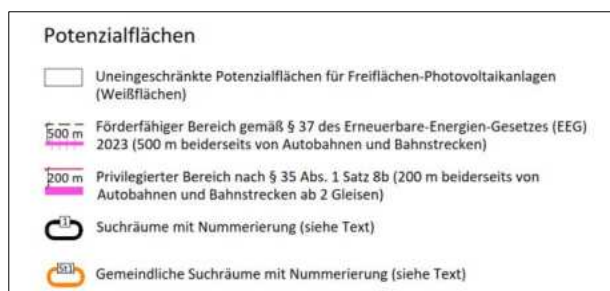 Potenzialflächen
Uneingeschränkte Potenzialflächen für Freiflächen-Photovoltaikanlagen
(Weißflächen)
500 m
Förderfähiger Bereich gemäß § 37 des Erneuerbare-Energien-Gesetzes (EEG)
2023 (500 m beiderseits von Autobahnen und Bahnstrecken)
200 m
Privilegierter Bereich nach § 35 Abs. 1 Satz 8b (200 m beiderseits von
Autobahnen und Bahnstrecken ab 2 Gleisen)
1
Suchräume mit Nummerierung (siehe Text)
St1
Gemeindliche Suchräume mit Nummerierung (siehe Text)